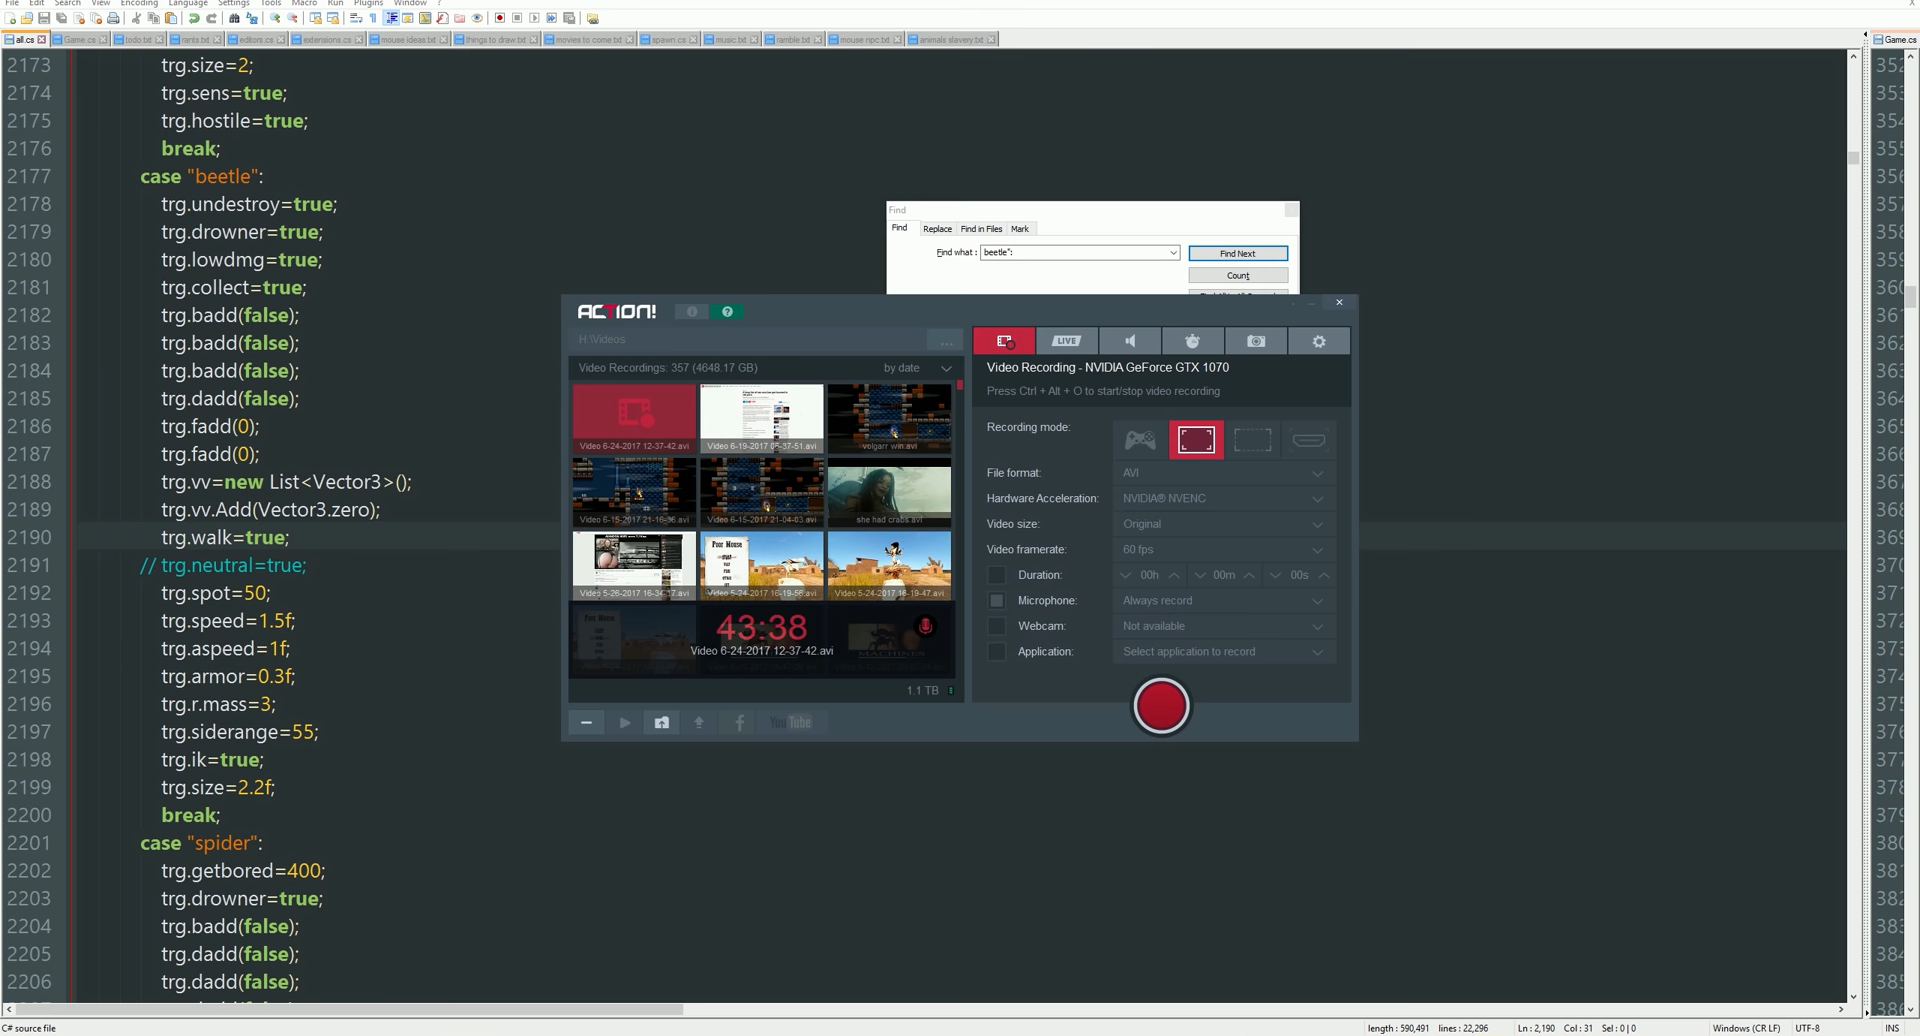 File Edit Search View Encoding Language Settings Tools Macro Run Plugins Window ?
all.cs Game.cs todo.txt rants.txt editors.cs extensions.cs mouse ideas.txt things to draw.txt movies to come.txt spawn.cs music.txt ramble.txt mouse npc.txt animals slavery.txt Game.cs
2173 trg.size=2;
2174 trg.sens=true;
2175 trg.hostile=true;
2176 break;
2177 case "beetle":
2178 trg.undestroy=true;
2179 trg.drowner=true;
2180 trg.lowdmg=true;
2181 trg.collect=true;
2182 trg.badd(false);
2183 trg.badd(false);
2184 trg.badd(false);
2185 trg.dadd(false);
2186 trg.fadd(0);
2187 trg.fadd(0);
2188 trg.vv=new List<Vector3>();
2189 trg.vv.Add(Vector3.zero);
2190 trg.walk=true;
2191 // trg.neutral=true;
2192 trg.spot=50;
2193 trg.speed=1.5f;
2194 trg.aspeed=1f;
2195 trg.armor=0.3f;
2196 trg.r.mass=3;
2197 trg.siderange=55;
2198 trg.ik=true;
2199 trg.size=2.2f;
2200 break;
2201 case "spider":
2202 trg.getbored=400;
2203 trg.drowner=true;
2204 trg.badd(false);
2205 trg.dadd(false);
2206 trg.dadd(false);
Find
Find Replace Find in Files Mark
Find what : beetle": Find Next
Count
ACTION!
H:\Videos ...
Video Recordings: 357 (4648.17 GB) by date
Video 6-24-2017 12-37-42.avi Video 6-19-2017 06-37-51.avi volgarr win.avi
Video 6-15-2017 21-16-36.avi Video 6-15-2017 21-04-03.avi she had crabs.avi
Poor Mouse
Video 5-26-2017 16-34-17.avi Video 5-24-2017 16-19-56.avi Video 5-24-2017 16-19-47.avi
43:38
Video 6-24-2017 12-37-42.avi
MACHINES
1.1 TB
You Tube
LIVE
Video Recording - NVIDIA GeForce GTX 1070
Press Ctrl + Alt + O to start/stop video recording
Recording mode:
File format: AVI
Hardware Acceleration: NVIDIA® NVENC
Video size: Original
Video framerate: 60 fps
Duration: 00h 00m 00s
Microphone: Always record
Webcam: Not available
Application: Select application to record
C# source file length : 590,491 lines : 22,296 Ln : 2,190 Col : 31 Sel : 0 | 0 Windows (CR LF) UTF-8 INS